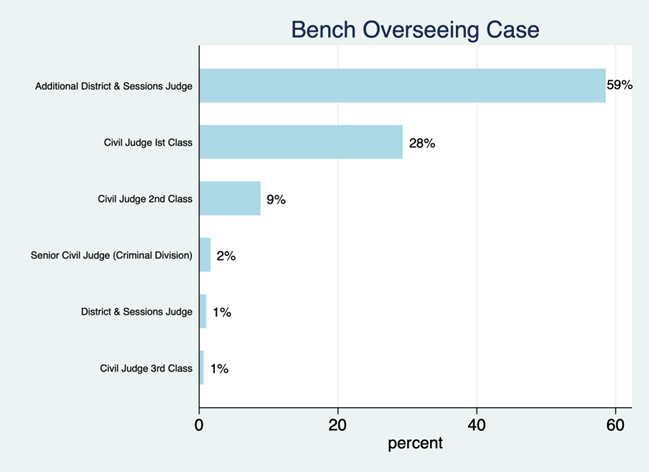 Bench Overseeing Case
Additional District & Sessions Judge 59%
Civil Judge Ist Class 28%
Civil Judge 2nd Class 9%
Senior Civil Judge (Criminal Division) 2%
District & Sessions Judge 1%
Civil Judge 3rd Class 1%
0 20 40 60
percent